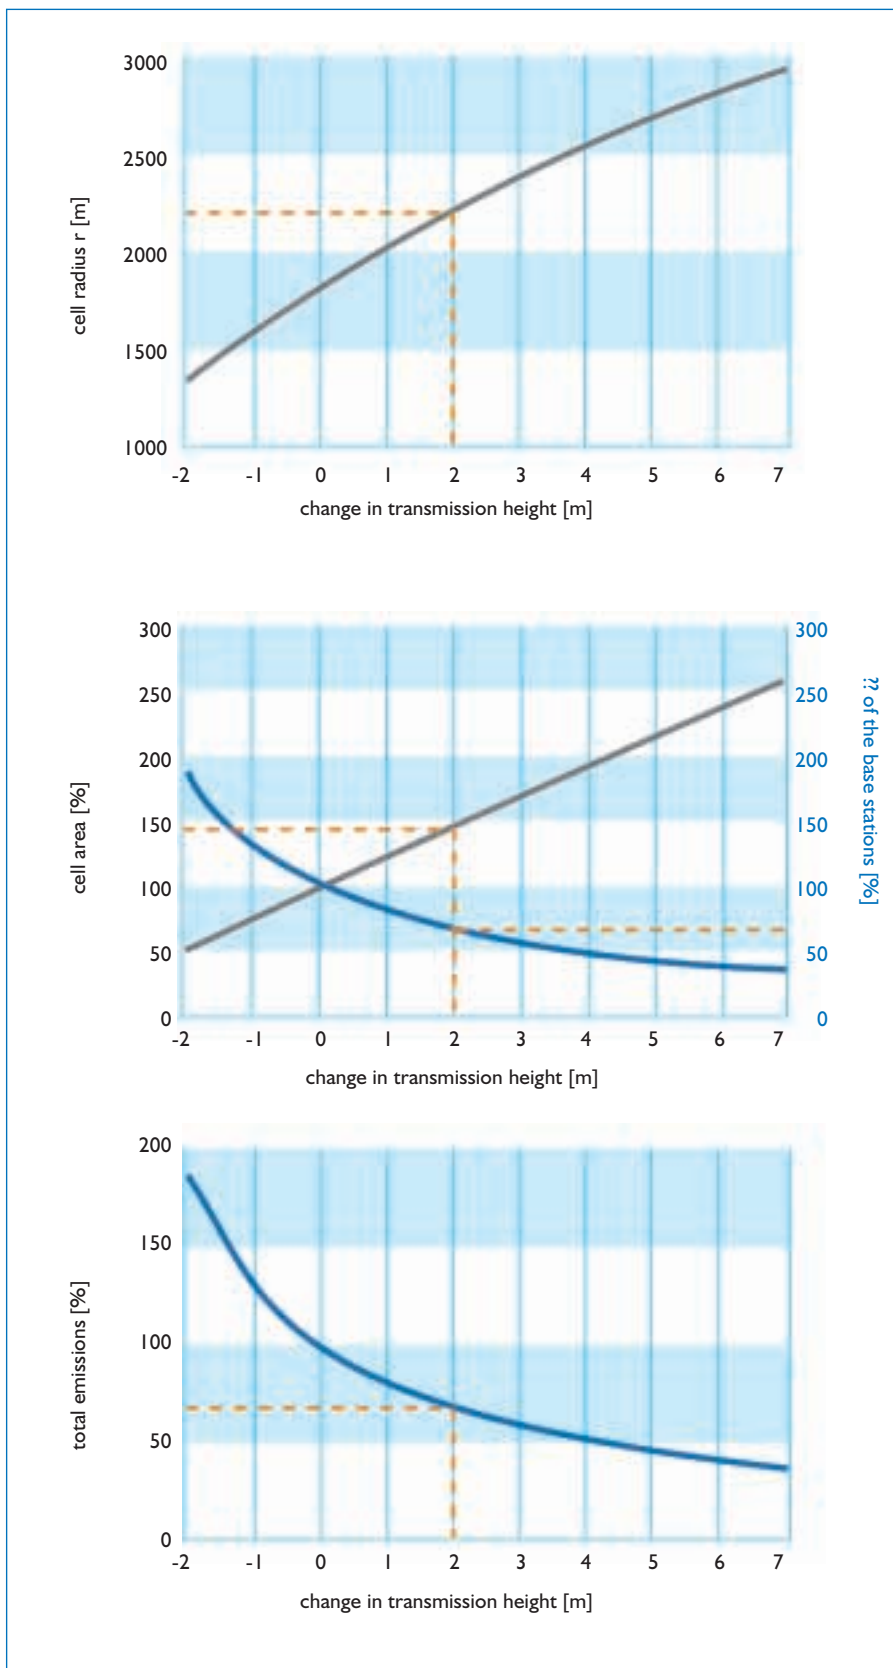 3000
2500
2000
1500
1000
cell radius r [m]
-2 -1 0 1 2 3 4 5 6 7
change in transmission height [m]
300 300
250 250
200 200
150 150
100 100
50 50
0 0
cell area [%]
?? of the base stations [%]
-2 -1 0 1 2 3 4 5 6 7
change in transmission height [m]
200
150
100
50
0
total emissions [%]
-2 -1 0 1 2 3 4 5 6 7
change in transmission height [m]